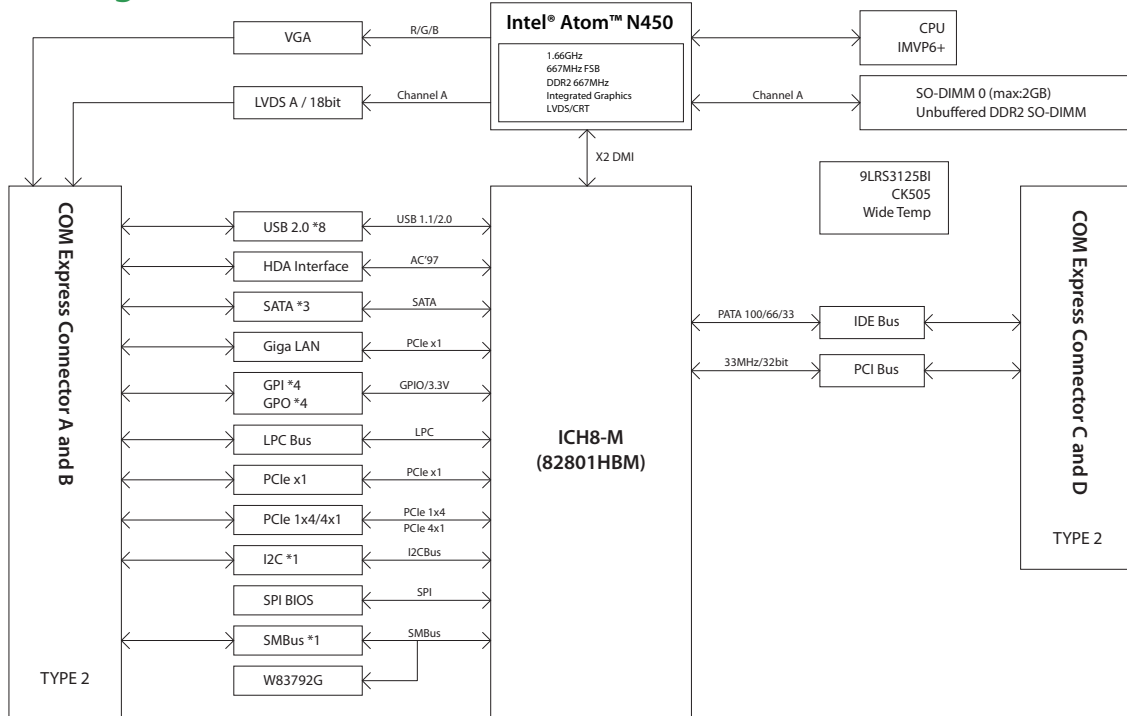 Intel® Atom™ N450
1.66GHz
667MHz FSB
DDR2 667MHz
Integrated Graphics
LVDS/CRT
VGA
R/G/B
LVDS A / 18bit
Channel A
CPU
IMVP6+
Channel A
SO-DIMM 0 (max:2GB)
Unbuffered DDR2 SO-DIMM
X2 DMI
9LRS3125BI
CK505
Wide Temp
COM Express Connector A and B
TYPE 2
USB 2.0 *8
USB 1.1/2.0
HDA Interface
AC'97
SATA *3
SATA
Giga LAN
PCIe x1
GPI *4
GPO *4
GPIO/3.3V
LPC Bus
LPC
PCIe x1
PCIe x1
PCIe 1x4/4x1
PCIe 1x4
PCIe 4x1
I2C *1
I2CBus
SPI BIOS
SPI
SMBus *1
SMBus
W83792G
ICH8-M
(82801HBM)
PATA 100/66/33
IDE Bus
33MHz/32bit
PCI Bus
COM Express Connector C and D
TYPE 2